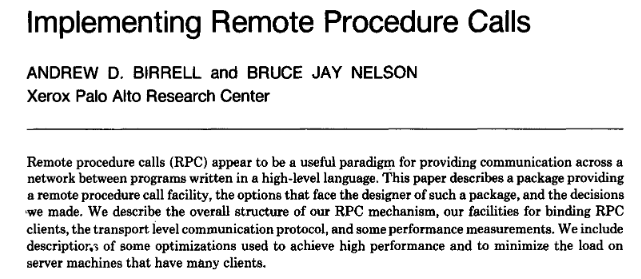 Implementing Remote Procedure Calls
ANDREW D. BIRRELL and BRUCE JAY NELSON
Xerox Palo Alto Research Center
Remote procedure calls (RPC) appear to be a useful paradigm for providing communication across a
network between programs written in a high-level language. This paper describes a package providing
a remote procedure call facility, the options that face the designer of such a package, and the decisions
we made. We describe the overall structure of our RPC mechanism, our facilities for binding RPC
clients, the transport level communication protocol, and some performance measurements. We include
descriptions of some optimizations used to achieve high performance and to minimize the load on
server machines that have many clients.